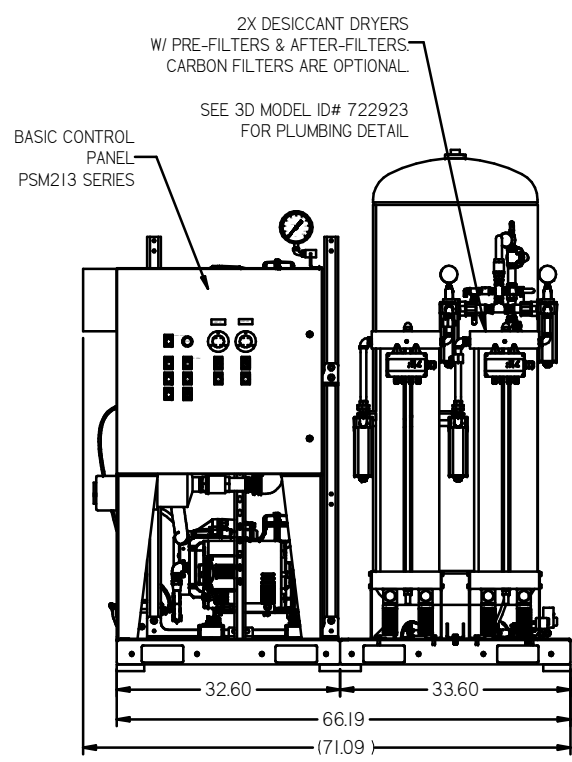 2X DESICCANT DRYERS
W/ PRE-FILTERS & AFTER-FILTERS.
CARBON FILTERS ARE OPTIONAL.
SEE 3D MODEL ID# 722923
FOR PLUMBING DETAIL
BASIC CONTROL
PANEL
PSM213 SERIES
32.60
33.60
66.19
(71.09 )